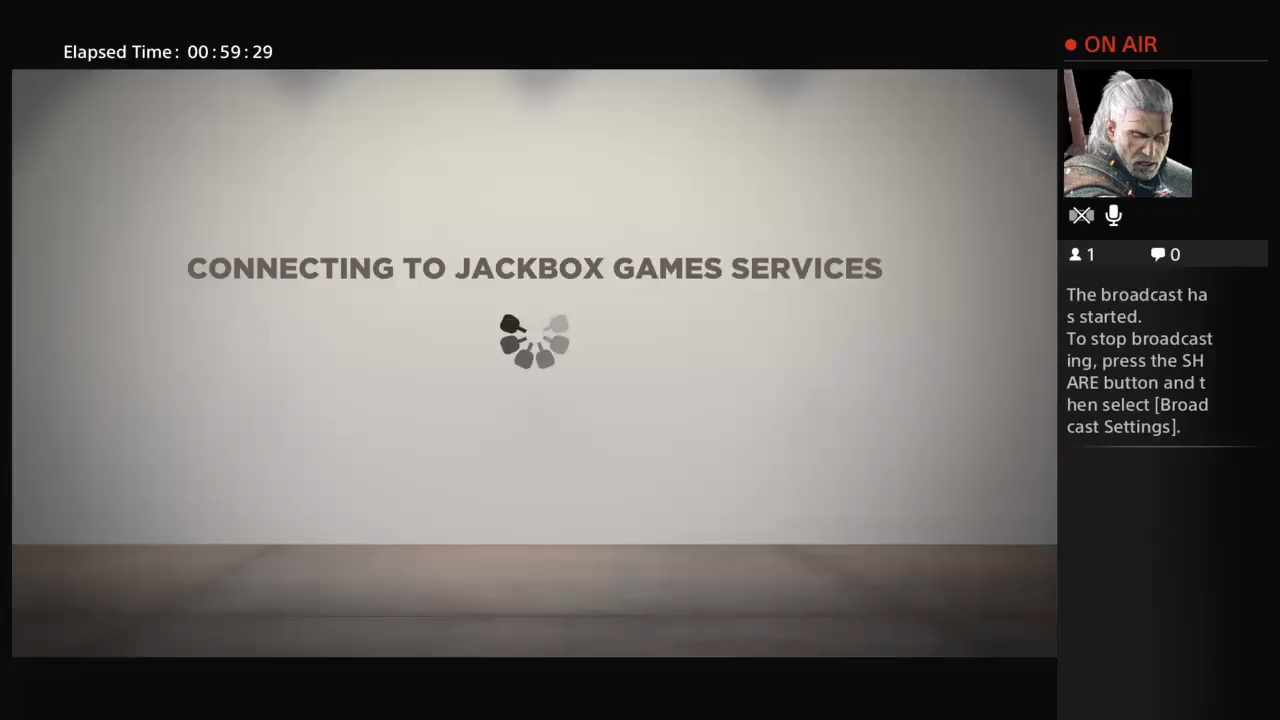 Elapsed Time: 00:59:29
ON AIR
CONNECTING TO JACKBOX GAMES SERVICES
1
0
The broadcast ha
s started.
To stop broadcast
ing, press the SH
ARE button and t
hen select [Broad
cast Settings].